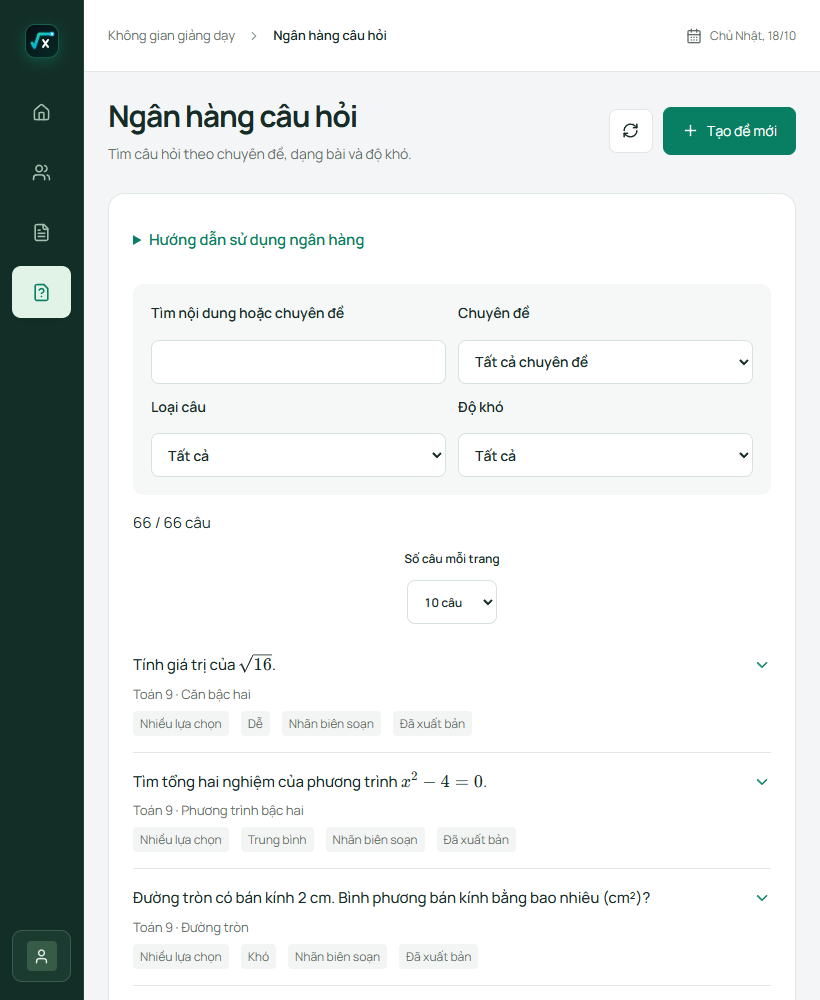 √x
Không gian giảng dạy > Ngân hàng câu hỏi
Chủ Nhật, 18/10
Ngân hàng câu hỏi
Tìm câu hỏi theo chuyên đề, dạng bài và độ khó.
+ Tạo đề mới
Hướng dẫn sử dụng ngân hàng
Tìm nội dung hoặc chuyên đề
Chuyên đề
Tất cả chuyên đề
Loại câu
Độ khó
Tất cả
Tất cả
66 / 66 câu
Số câu mỗi trang
10 câu
Tính giá trị của √16.
Toán 9 · Căn bậc hai
Nhiều lựa chọn Dễ Nhãn biên soạn Đã xuất bản
Tìm tổng hai nghiệm của phương trình x² − 4 = 0.
Toán 9 · Phương trình bậc hai
Nhiều lựa chọn Trung bình Nhãn biên soạn Đã xuất bản
Đường tròn có bán kính 2 cm. Bình phương bán kính bằng bao nhiêu (cm²)?
Toán 9 · Đường tròn
Nhiều lựa chọn Khó Nhãn biên soạn Đã xuất bản